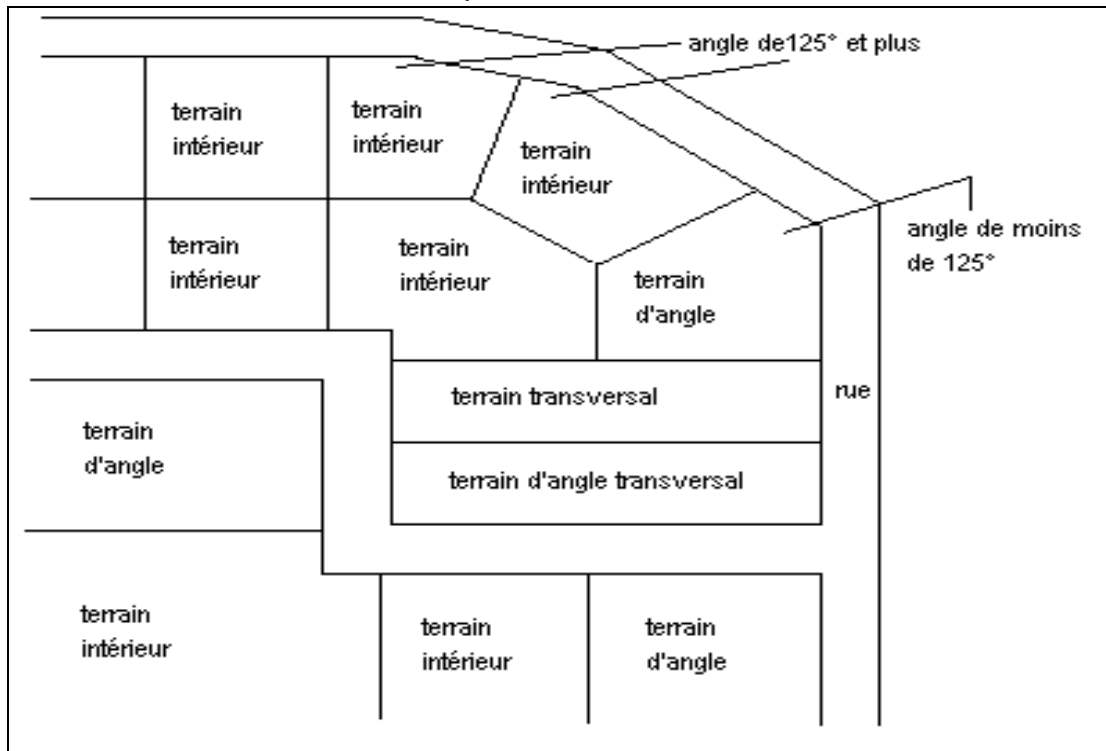 angle de125° et plus
terrain
intérieur
terrain
intérieur
terrain
intérieur
angle de moins
de 125°
terrain
intérieur
terrain
intérieur
terrain
d'angle
terrain transversal
rue
terrain
d'angle
terrain d'angle transversal
terrain
intérieur
terrain
intérieur
terrain
d'angle